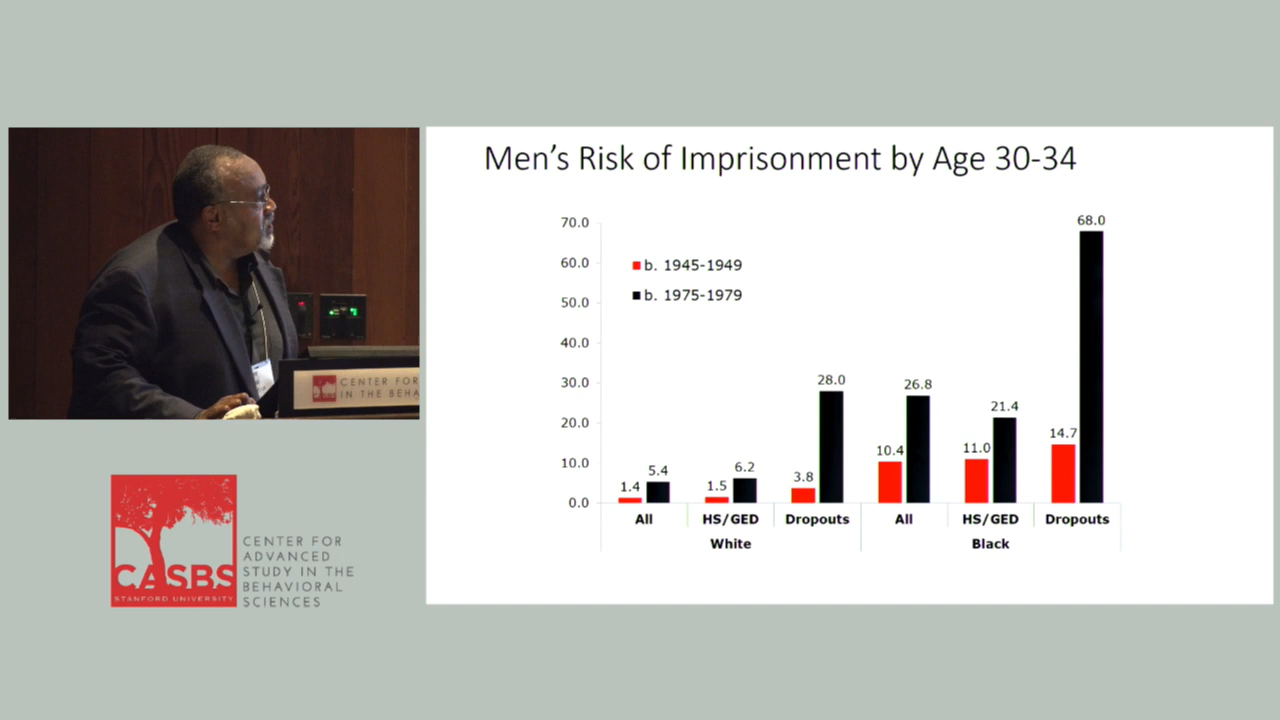 Men's Risk of Imprisonment by Age 30-34
70.0
60.0
50.0
40.0
30.0
20.0
10.0
0.0
b. 1945-1949
b. 1975-1979
1.4
5.4
1.5
6.2
3.8
28.0
10.4
26.8
11.0
21.4
14.7
68.0
All
HS/GED
Dropouts
All
HS/GED
Dropouts
White
Black
CENTER FOR
IN THE BEHA
CASBS
STANFORD UNIVERSITY
CENTER FOR
ADVANCED
STUDY IN THE
BEHAVIORAL
SCIENCES